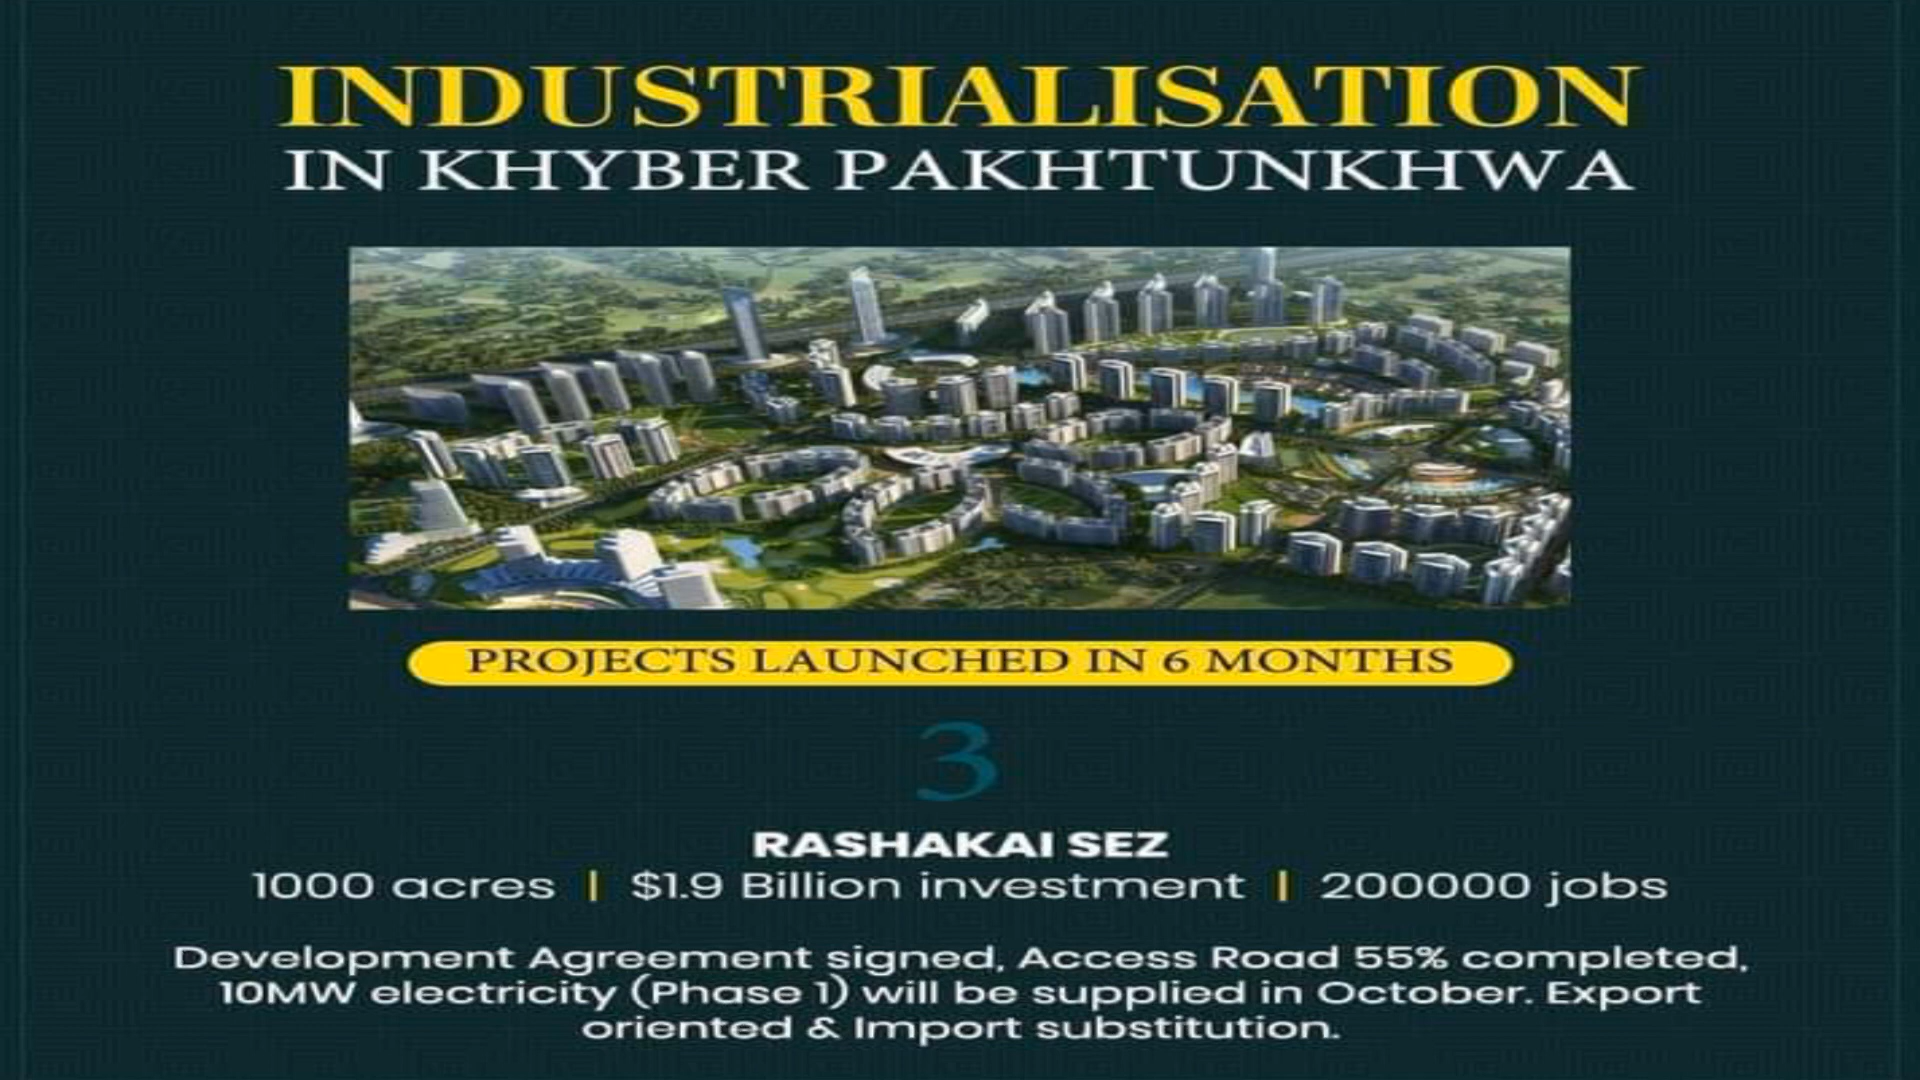 INDUSTRIALISATION
IN KHYBER PAKHTUNKHWA
PROJECTS LAUNCHED IN 6 MONTHS
3
RASHAKAI SEZ
1000 acres | $1.9 Billion investment | 200000 jobs
Development Agreement signed, Access Road 55% completed,
10MW electricity (Phase 1) will be supplied in October. Export
oriented & Import substitution.